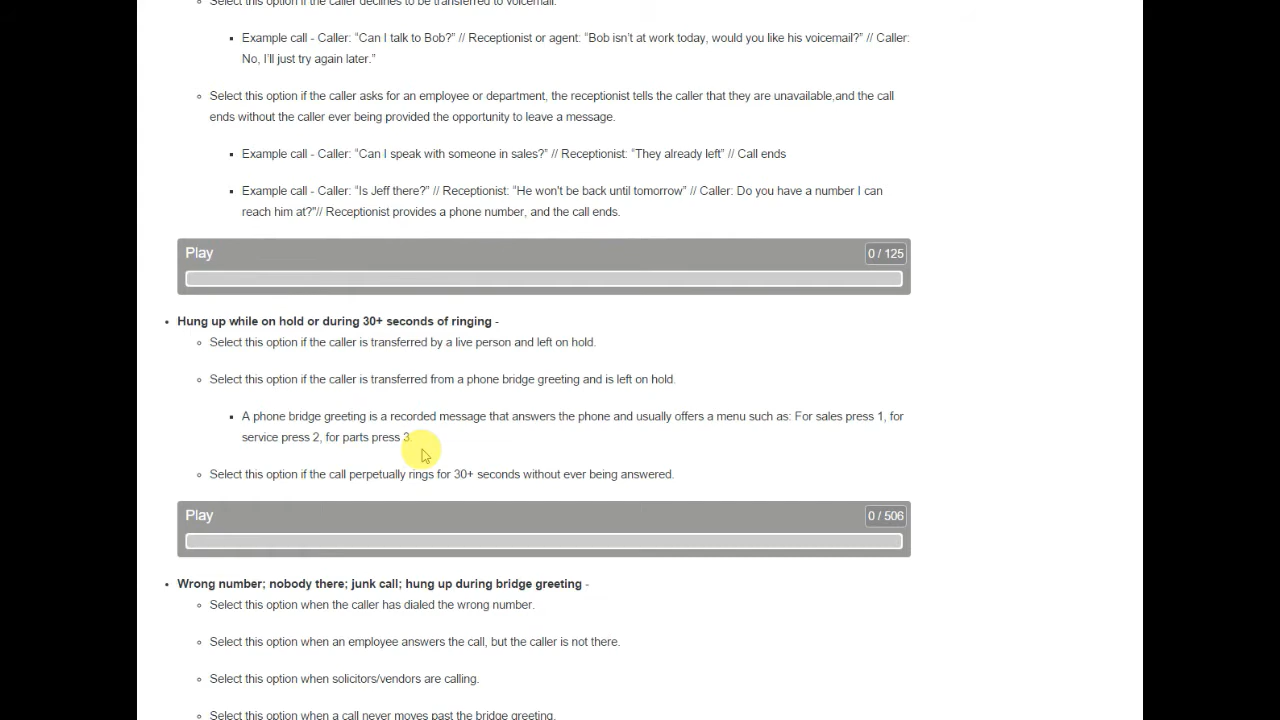 Select this option if the caller declines to be transferred to voicemail.
Example call - Caller: “Can I talk to Bob?” // Receptionist or agent: “Bob isn’t at work today, would you like his voicemail?” // Caller:
No, I’ll just try again later.”
Select this option if the caller asks for an employee or department, the receptionist tells the caller that they are unavailable,and the call
ends without the caller ever being provided the opportunity to leave a message.
Example call - Caller: “Can I speak with someone in sales?” // Receptionist: “They already left” // Call ends
Example call - Caller: “Is Jeff there?” // Receptionist: “He won’t be back until tomorrow” // Caller: Do you have a number I can
reach him at?”// Receptionist provides a phone number, and the call ends.
Play 0 / 125
Hung up while on hold or during 30+ seconds of ringing -
Select this option if the caller is transferred by a live person and left on hold.
Select this option if the caller is transferred from a phone bridge greeting and is left on hold.
A phone bridge greeting is a recorded message that answers the phone and usually offers a menu such as: For sales press 1, for
service press 2, for parts press 3.
Select this option if the call perpetually rings for 30+ seconds without ever being answered.
Play 0 / 506
Wrong number; nobody there; junk call; hung up during bridge greeting -
Select this option when the caller has dialed the wrong number.
Select this option when an employee answers the call, but the caller is not there.
Select this option when solicitors/vendors are calling.
Select this option when a call never moves past the bridge greeting.